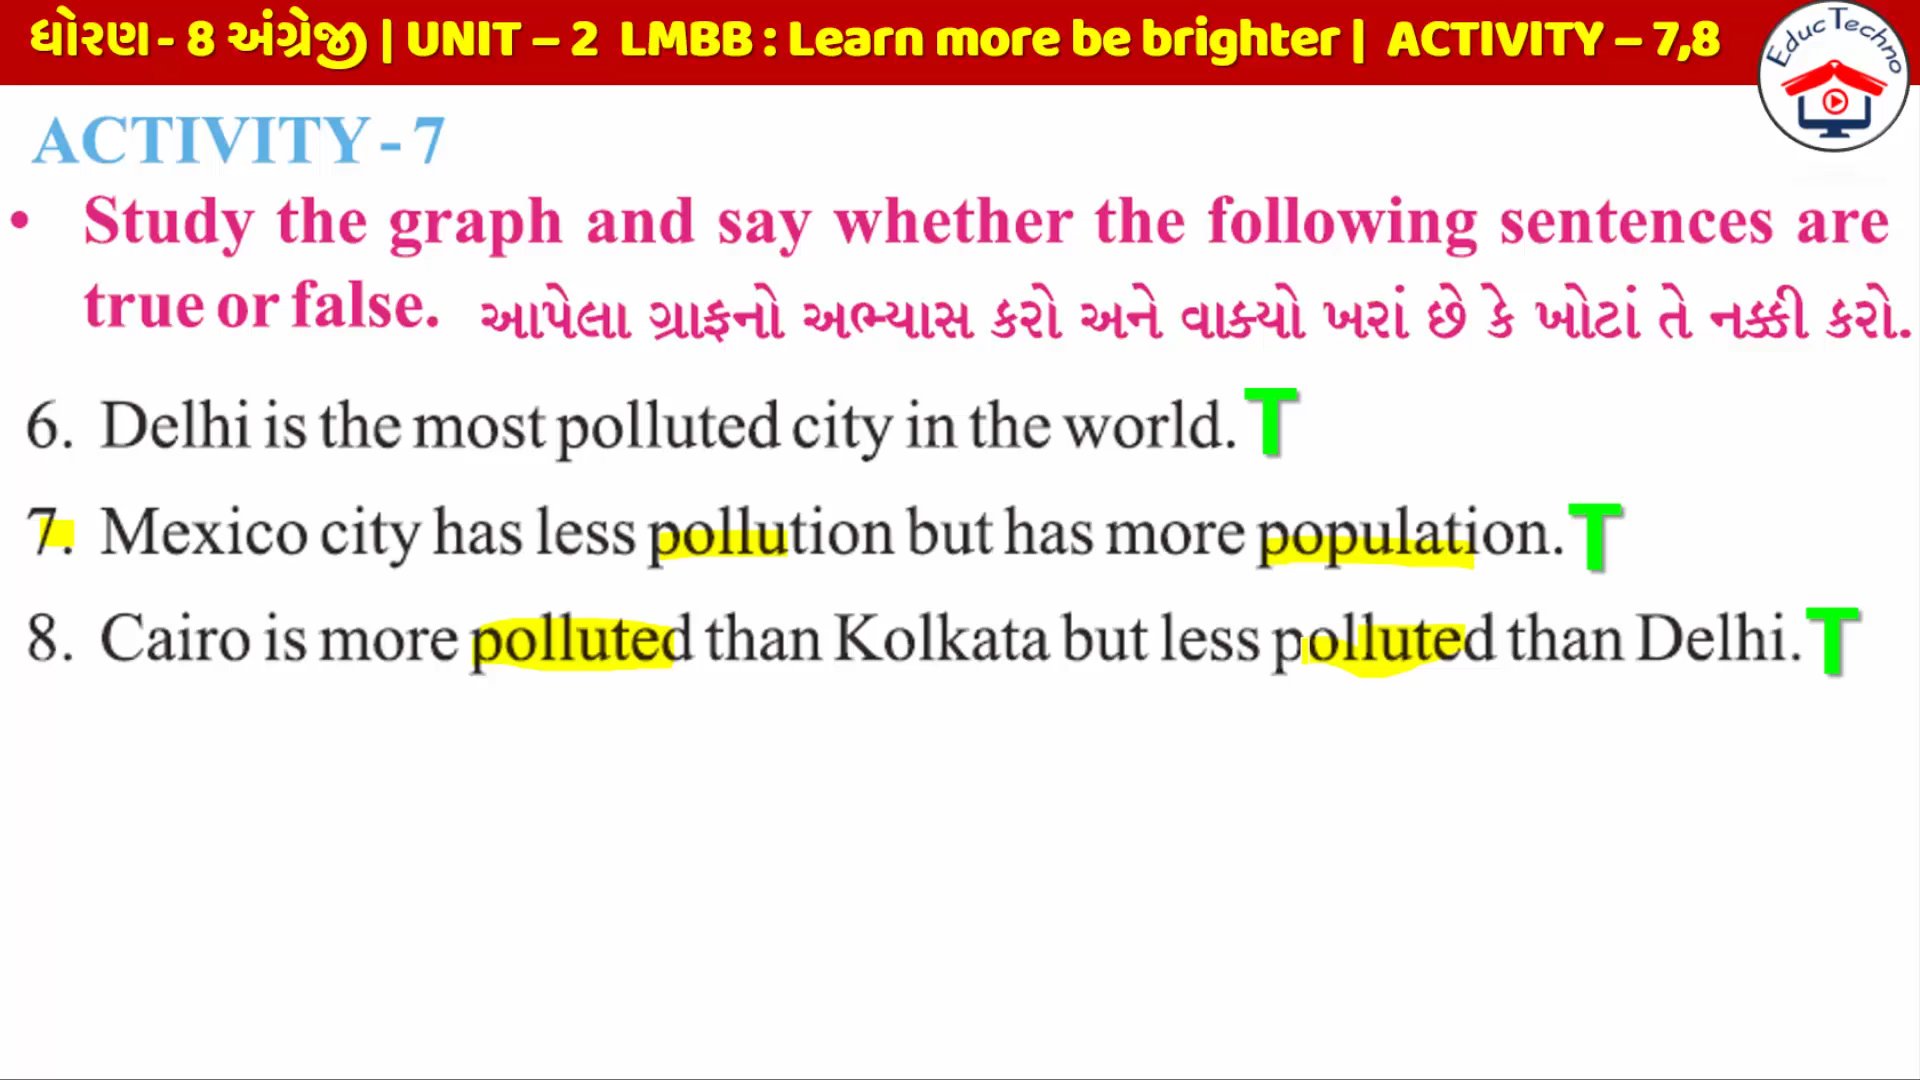 ધોરણ - 8 અંગ્રેજી | UNIT – 2 LMBB : Learn more be brighter | ACTIVITY – 7,8
Educ Techno
ACTIVITY - 7
• Study the graph and say whether the following sentences are
true or false. આપેલા ગ્રાફનો અભ્યાસ કરો અને વાક્યો ખરાં છે કે ખોટાં તે નક્કી કરો.
6. Delhi is the most polluted city in the world. T
7. Mexico city has less pollution but has more population. T
8. Cairo is more polluted than Kolkata but less polluted than Delhi. T